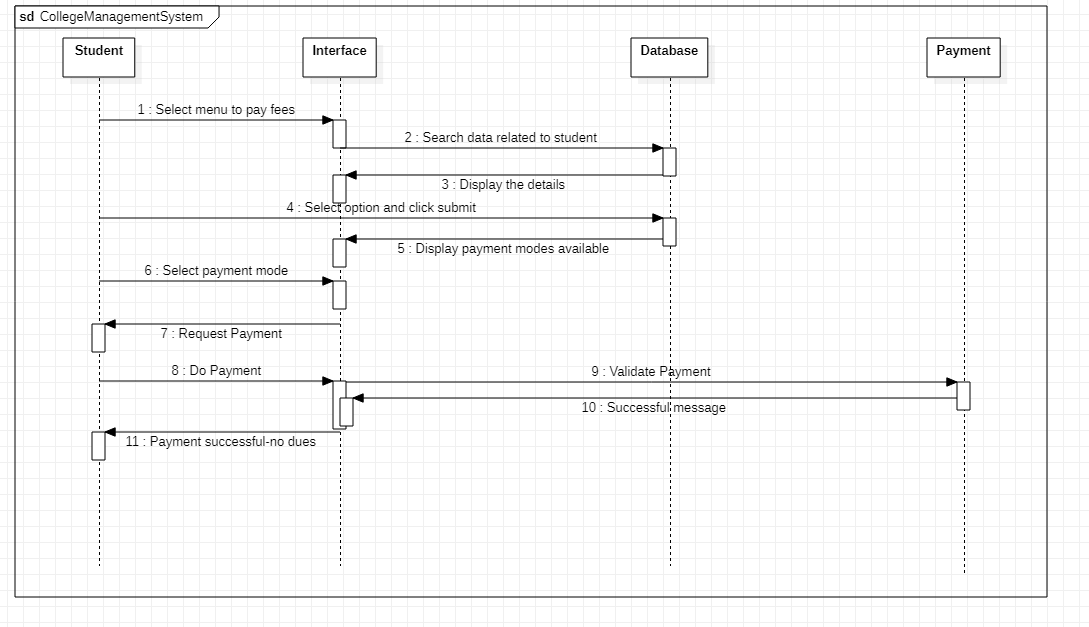 sd CollegeManagementSystem
Student
Interface
Database
Payment
1 : Select menu to pay fees
2 : Search data related to student
3 : Display the details
4 : Select option and click submit
5 : Display payment modes available
6 : Select payment mode
7 : Request Payment
8 : Do Payment
9 : Validate Payment
10 : Successful message
11 : Payment successful-no dues